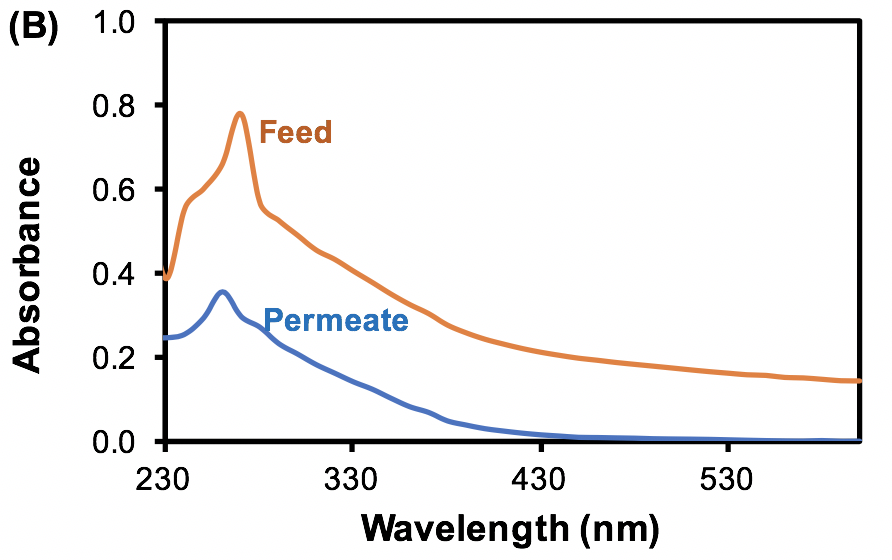 (B)
1.0
0.8
0.6
0.4
0.2
0.0
Absorbance
Feed
Permeate
230 330 430 530
Wavelength (nm)